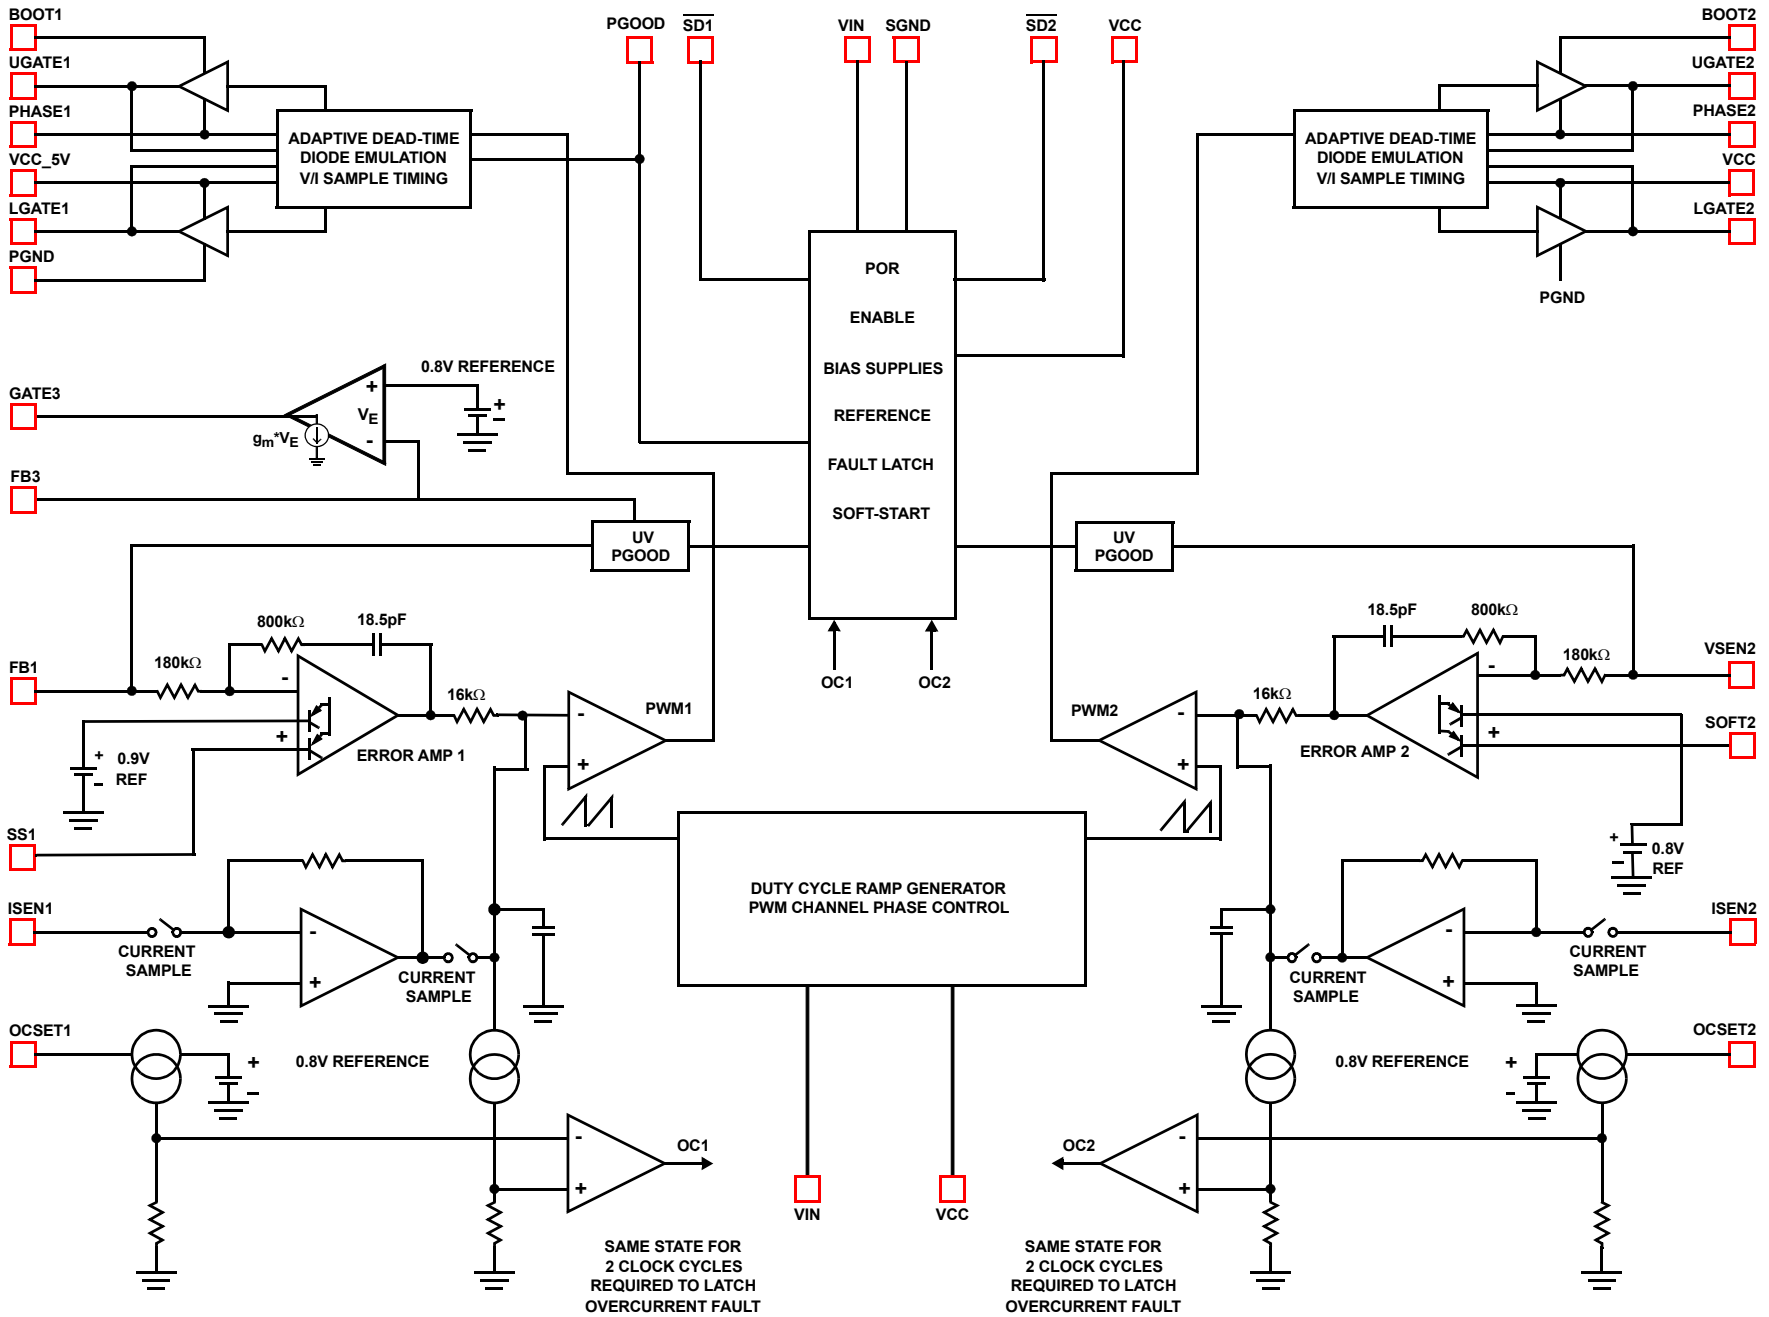 BOOT1
UGATE1
PHASE1
VCC_5V
LGATE1
PGND
ADAPTIVE DEAD-TIME
DIODE EMULATION
V/I SAMPLE TIMING
PGOOD
SD1
VIN
SGND
SD2
VCC
BOOT2
UGATE2
PHASE2
VCC
LGATE2
ADAPTIVE DEAD-TIME
DIODE EMULATION
V/I SAMPLE TIMING
PGND
POR
ENABLE
BIAS SUPPLIES
REFERENCE
FAULT LATCH
SOFT-START
OC1
OC2
GATE3
FB3
0.8V REFERENCE
+
VE
-
gm*VE
+
-
UV
PGOOD
UV
PGOOD
FB1
180kΩ
800kΩ
18.5pF
-
+
ERROR AMP 1
16kΩ
+
-
0.9V
REF
SS1
-
+
PWM1
PWM2
-
+
16kΩ
18.5pF
800kΩ
180kΩ
-
+
ERROR AMP 2
VSEN2
SOFT2
+
-
0.8V
REF
DUTY CYCLE RAMP GENERATOR
PWM CHANNEL PHASE CONTROL
VIN
VCC
ISEN1
CURRENT
SAMPLE
-
+
CURRENT
SAMPLE
ISEN2
CURRENT
SAMPLE
-
+
CURRENT
SAMPLE
OCSET1
+
-
0.8V REFERENCE
-
+
OC1
SAME STATE FOR
2 CLOCK CYCLES
REQUIRED TO LATCH
OVERCURRENT FAULT
OCSET2
0.8V REFERENCE
+
-
OC2
-
+
SAME STATE FOR
2 CLOCK CYCLES
REQUIRED TO LATCH
OVERCURRENT FAULT